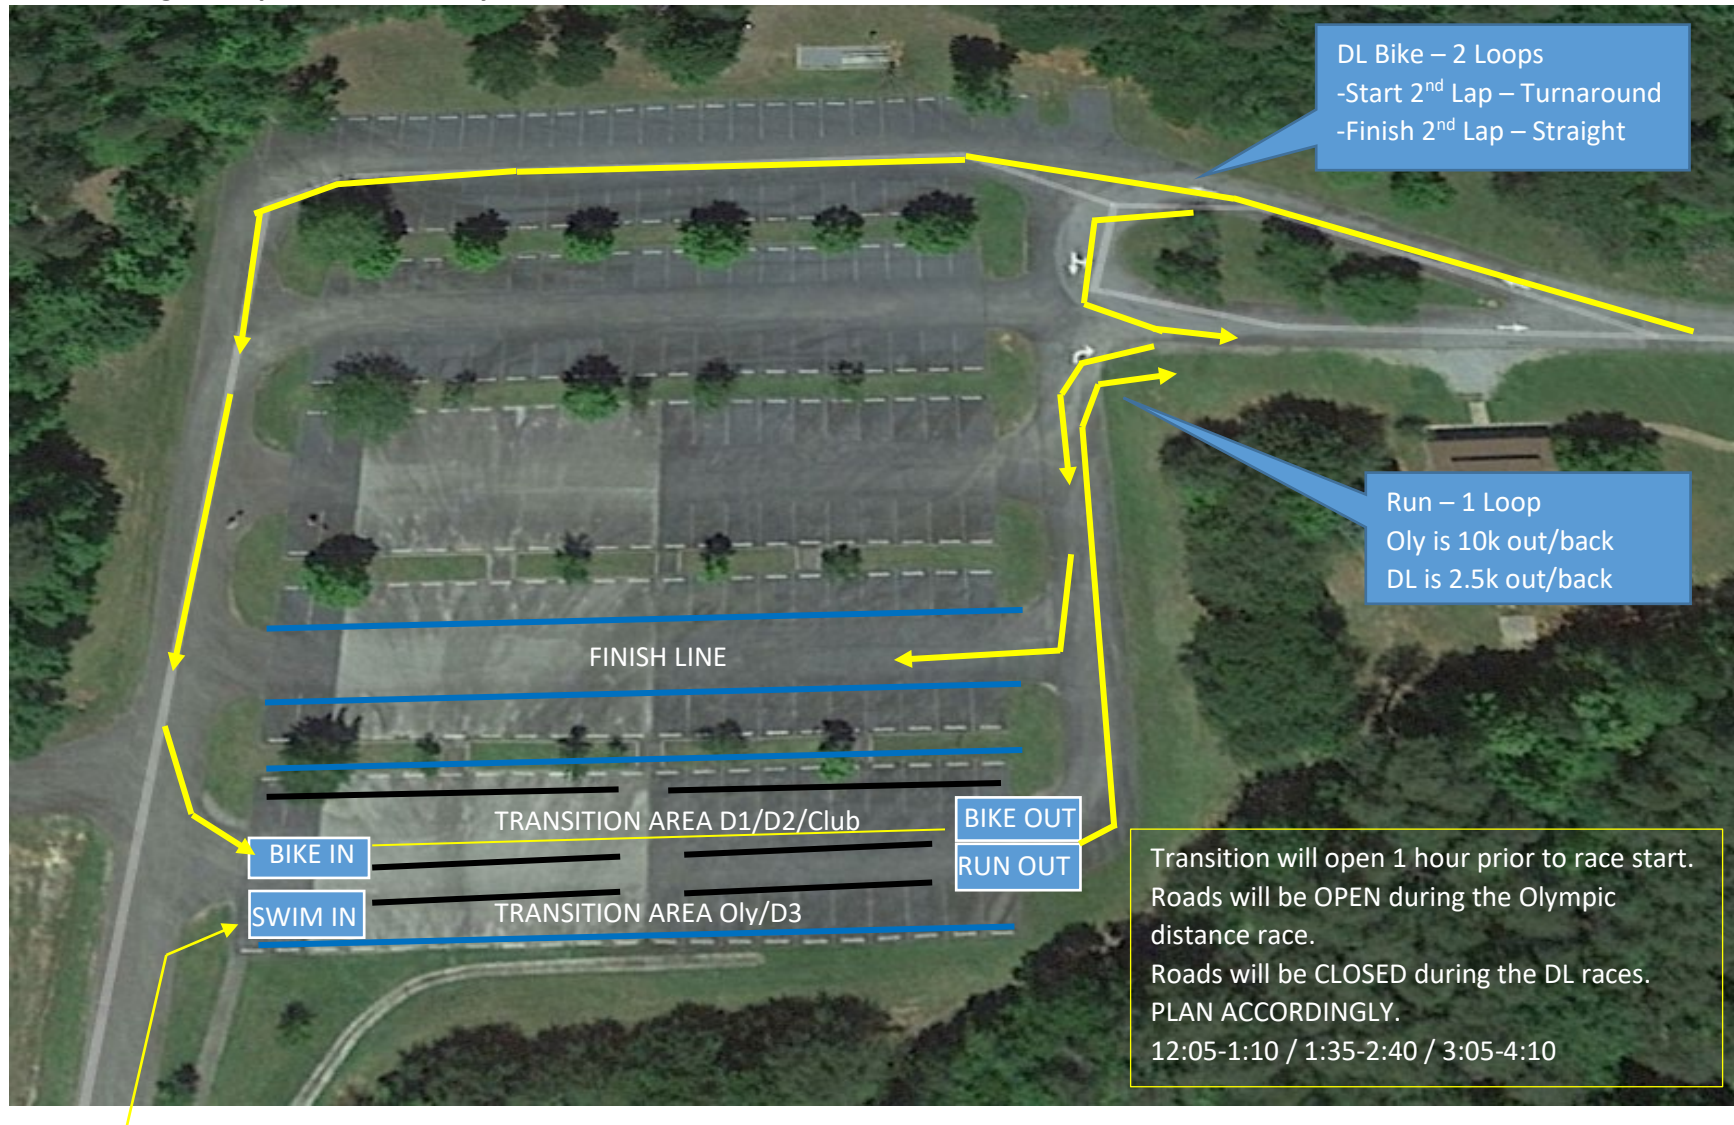 DL Bike – 2 Loops
-Start 2nd Lap – Turnaround
-Finish 2nd Lap – Straight
Run – 1 Loop
Oly is 10k out/back
DL is 2.5k out/back
FINISH LINE
TRANSITION AREA D1/D2/Club
BIKE OUT
BIKE IN
RUN OUT
SWIM IN
TRANSITION AREA Oly/D3
Transition will open 1 hour prior to race start.
Roads will be OPEN during the Olympic
distance race.
Roads will be CLOSED during the DL races.
PLAN ACCORDINGLY.
12:05-1:10 / 1:35-2:40 / 3:05-4:10